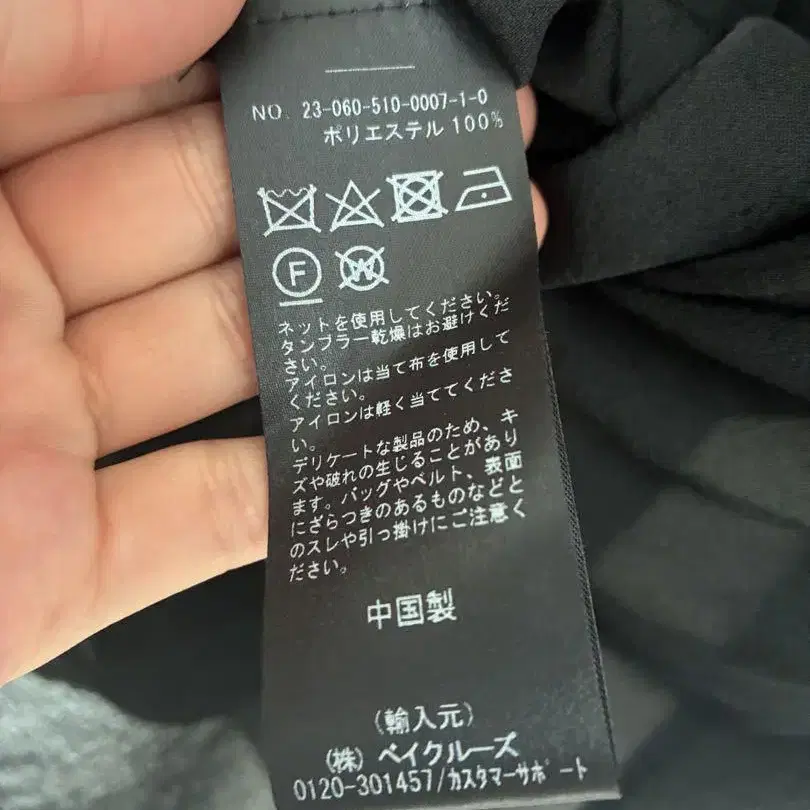 NO. 23-060-510-0007-1-0
ポリエステル 100%
F W
ネットを使用してください。
タンブラー乾燥はお避けくだ
さい。
アイロンは当て布を使用して
ください。
アイロンは軽く当ててくださ
い。
デリケートな製品のため、キ
ズや破れの生じることがあり
ます。バッグやベルト、表面
にざらつきのあるものなどと
のスレや引っ掛けにご注意く
ださい。
中国製
(輸入元)
(株) ベイクルーズ
0120-301457/カスタマーサポート